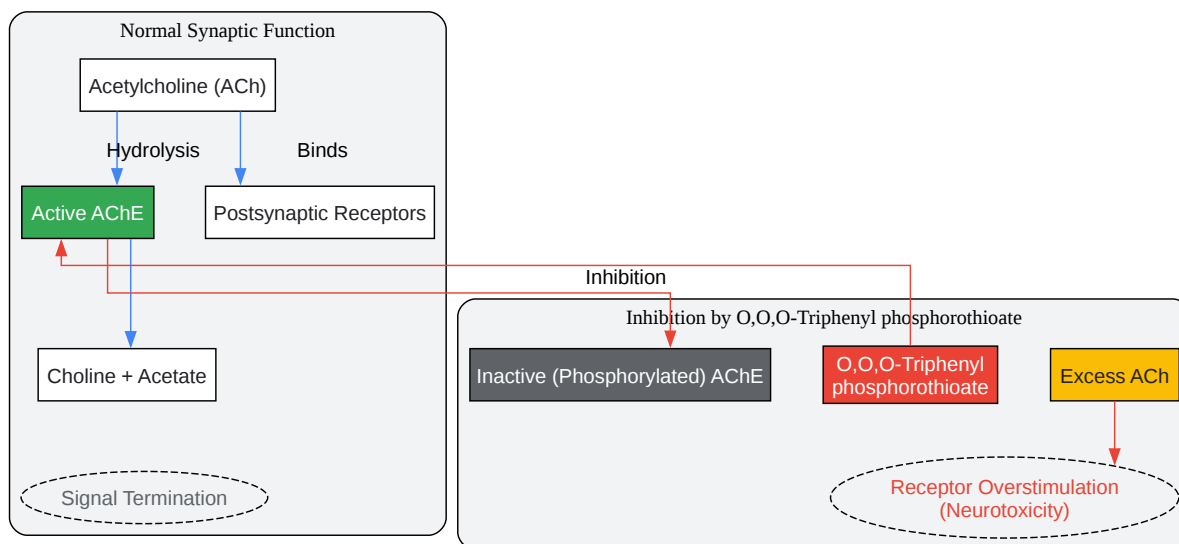 Normal Synaptic Function
Acetylcholine (ACh)
Hydrolysis
Binds
Active AChE
Postsynaptic Receptors
Choline + Acetate
Signal Termination
Inhibition
Inhibition by O,O,O-Triphenyl phosphorothioate
Inactive (Phosphorylated) AChE
O,O,O-Triphenyl
phosphorothioate
Excess ACh
Receptor Overstimulation
(Neurotoxicity)